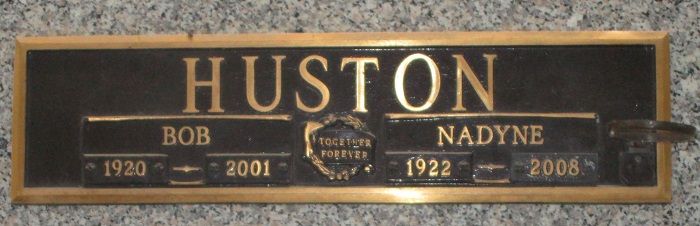 HUSTON
BOB
1920 - 2001
TOGETHER
FOREVER
NADYNE
1922 - 2008